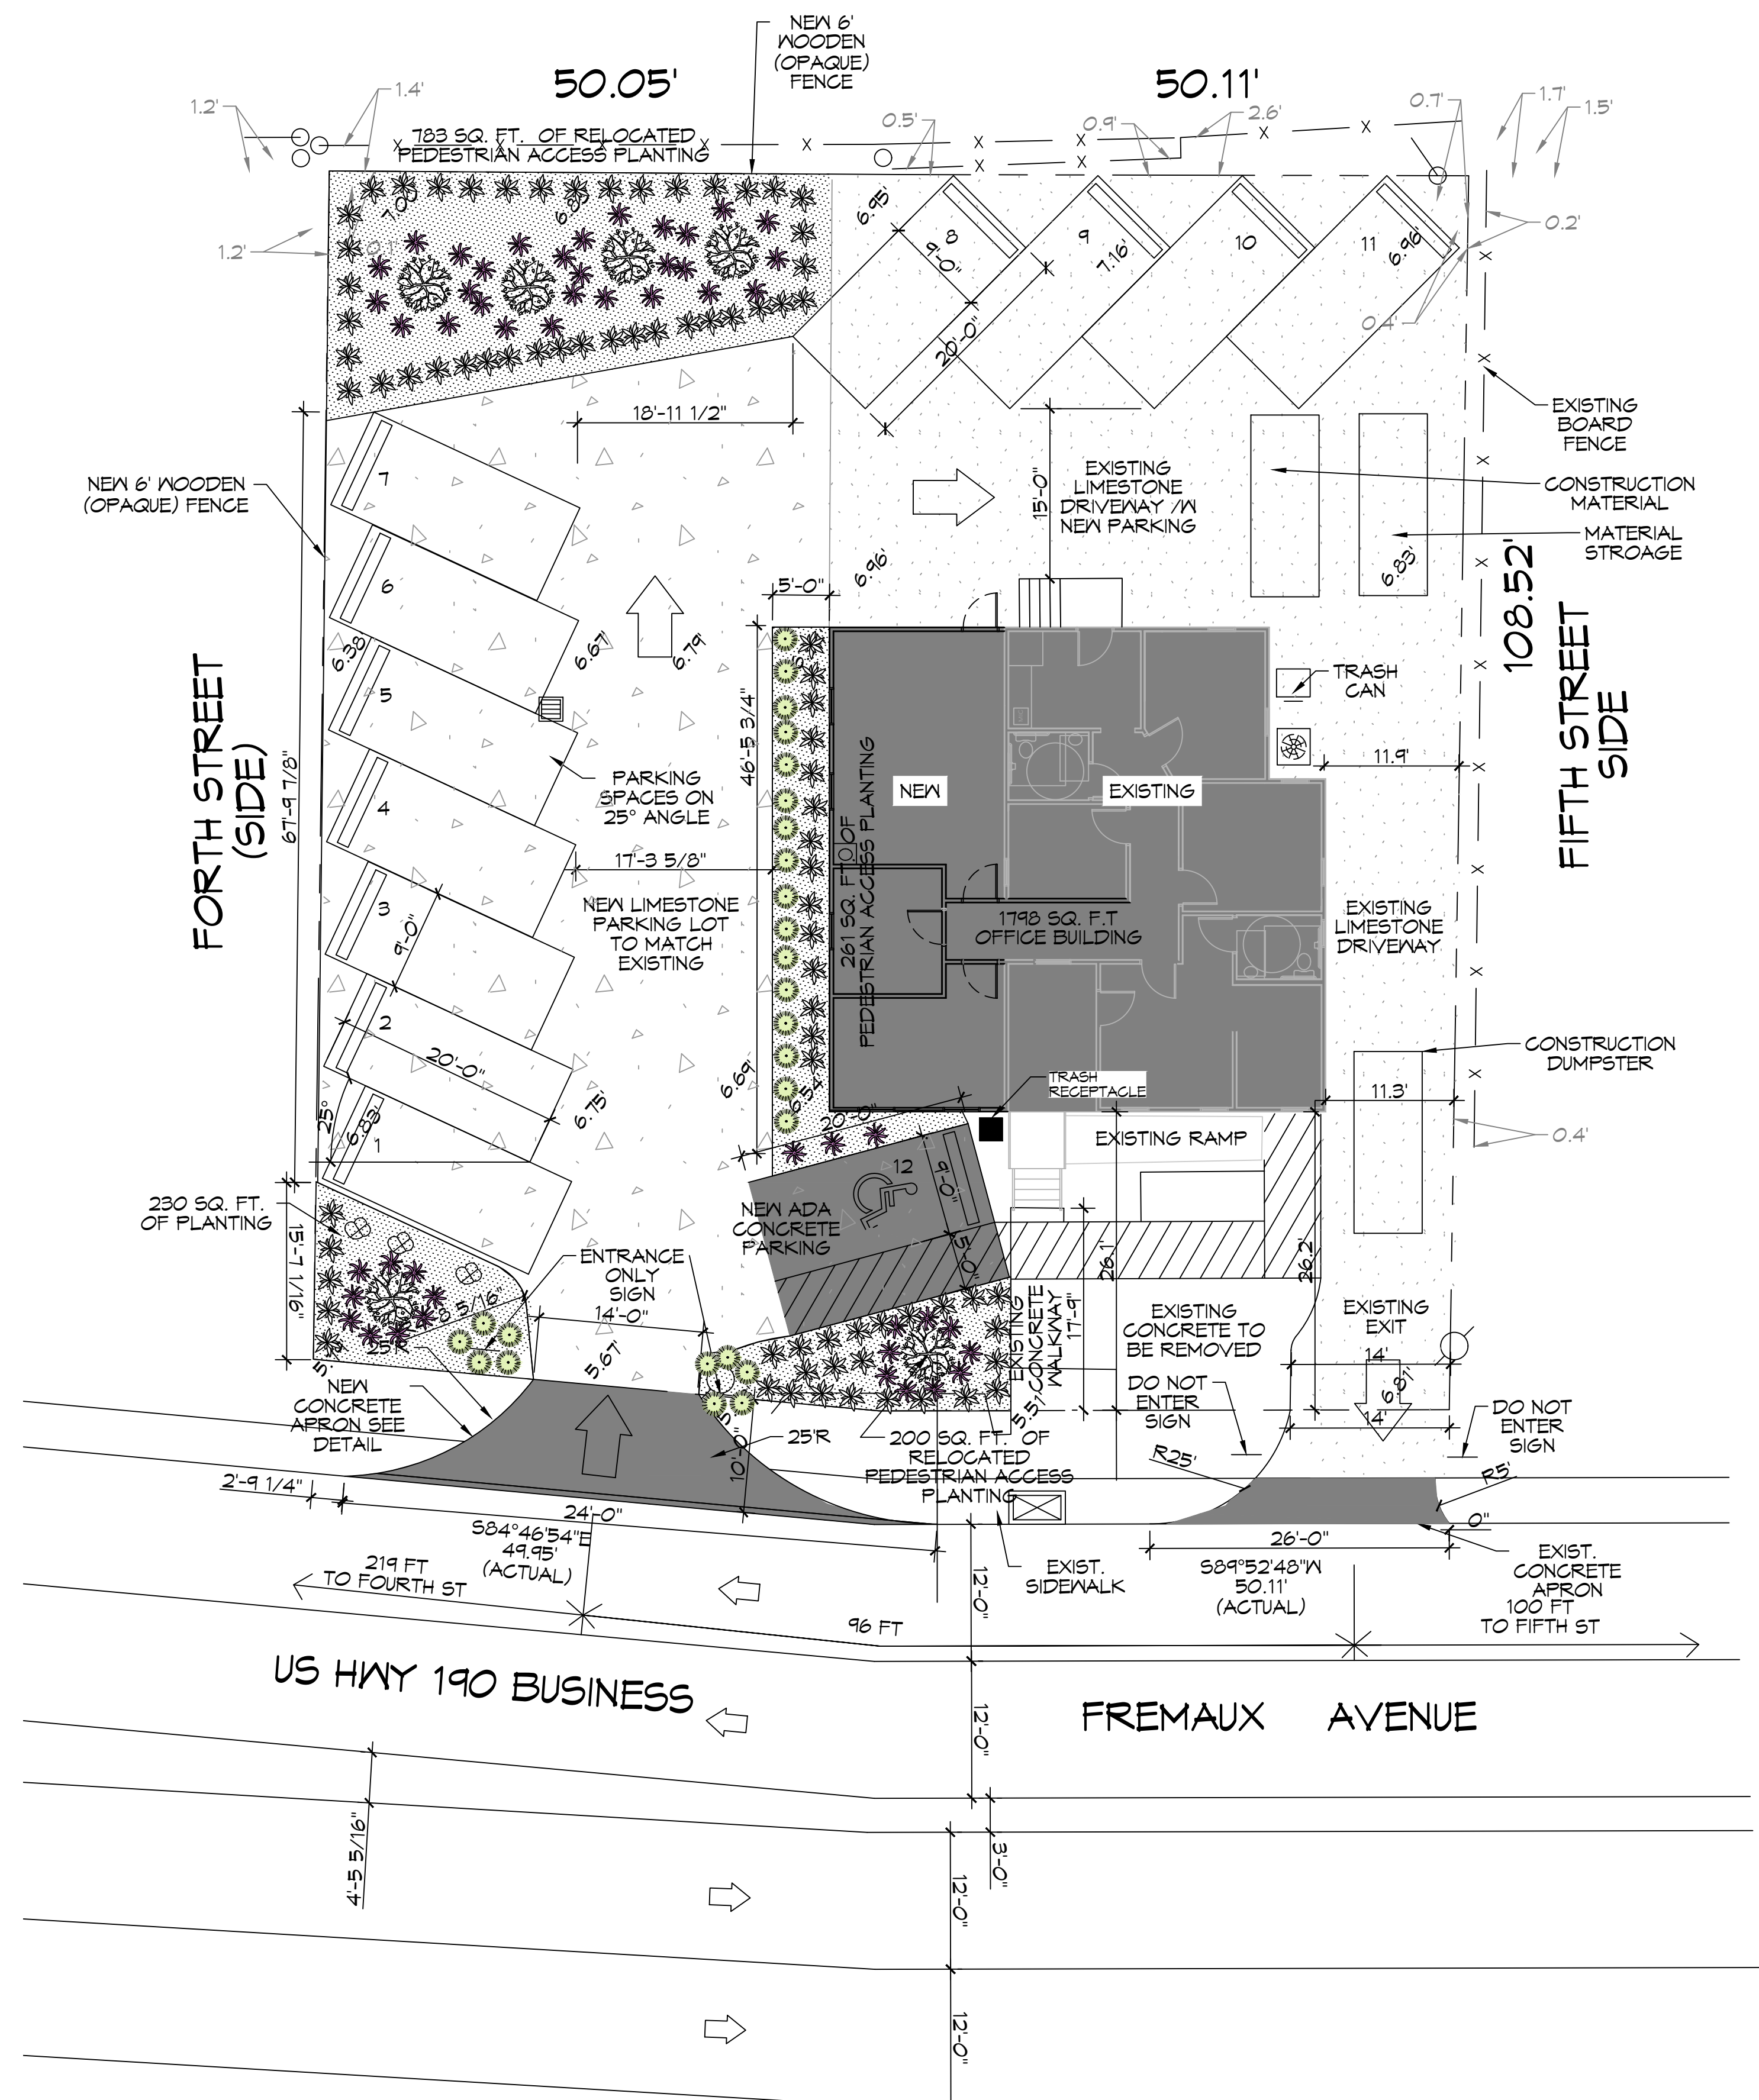 NEW 6'
WOODEN
(OPAQUE)
FENCE
50.05'
50.11'
1.2'
1.4'
0.5'
0.9'
2.6'
0.7'
1.7'
1.5'
783 SQ. FT. OF RELOCATED
PEDESTRIAN ACCESS PLANTING
7.00
6.83'
6.95'
8
9'-0"
9
7.16'
10
11
6.96'
0.2'
1.2'
0.4'
20'-0"
18'-11 1/2"
EXISTING
BOARD
FENCE
NEW 6' WOODEN
(OPAQUE) FENCE
7
15'-0"
EXISTING
LIMESTONE
DRIVEWAY /W
NEW PARKING
CONSTRUCTION
MATERIAL
MATERIAL
STROAGE
6.83'
108.52'
6
5'-0"
6.96'
6.38
6.67'
6.79'
FORTH STREET
(SIDE)
FIFTH STREET
SIDE
67'-9 7/8"
5
46'-5 3/4"
TRASH
CAN
11.9'
PARKING
SPACES ON
25° ANGLE
4
NEW
EXISTING
261 SQ. FT. OF
PEDESTRIAN ACCESS PLANTING
17'-3 5/8"
3
9'-0"
NEW LIMESTONE
PARKING LOT
TO MATCH
EXISTING
1798 SQ. F.T
OFFICE BUILDING
EXISTING
LIMESTONE
DRIVEWAY
2
20'-0"
6.75'
6.69'
6.54'
TRASH
RECEPTACLE
CONSTRUCTION
DUMPSTER
11.3'
0.4'
25°
6.83'
1
20'-0"
12
9'-0"
5'-0"
EXISTING RAMP
230 SQ. FT.
OF PLANTING
NEW ADA
CONCRETE
PARKING
15'-7 1/16"
ENTRANCE
ONLY
SIGN
14'-0"
5/16"
25'R
5.67'
26.1'
26.2'
17'-9"
EXISTING
CONCRETE
WALKWAY
EXISTING
CONCRETE TO
BE REMOVED
EXISTING
EXIT
14'
6.87'
14'
5.57'
NEW
CONCRETE
APRON SEE
DETAIL
DO NOT
ENTER
SIGN
DO NOT
ENTER
SIGN
25'R
10'-0"
200 SQ. FT. OF
RELOCATED
PEDESTRIAN ACCESS
PLANTING
R25'
R5'
2'-9 1/4"
24'-0"
26'-0"
0"
S84°46'54"E
49.95'
(ACTUAL)
219 FT
TO FOURTH ST
EXIST.
SIDEWALK
S89°52'48"W
50.11'
(ACTUAL)
EXIST.
CONCRETE
APRON
100 FT
TO FIFTH ST
12'-0"
96 FT
US HWY 190 BUSINESS
FREMAUX AVENUE
12'-0"
4'-5 5/16"
3'-0"
12'-0"
12'-0"